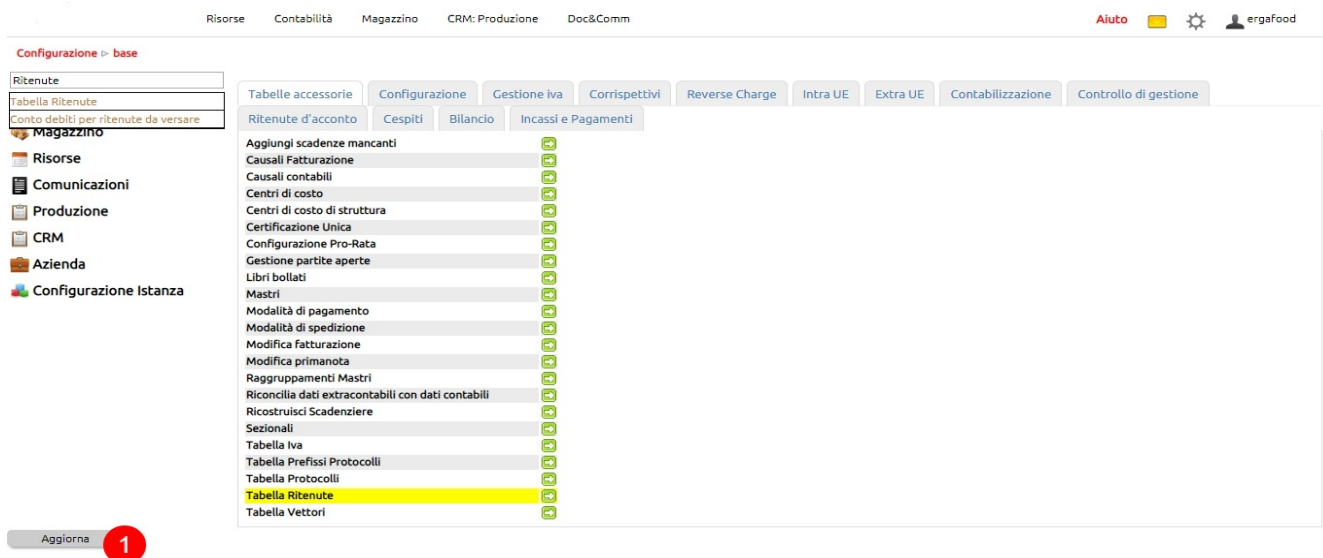 Risorse Contabilità Magazzino CRM: Produzione Doc&Comm Aiuto ergafood
Configurazione ▷ base
Ritenute
Tabella Ritenute
Conto debiti per ritenute da versare
Magazzino
Risorse
Comunicazioni
Produzione
CRM
Azienda
Configurazione Istanza
Tabelle accessorie Configurazione Gestione iva Corrispettivi Reverse Charge Intra UE Extra UE Contabilizzazione Controllo di gestione
Ritenute d'acconto Cespiti Bilancio Incassi e Pagamenti
Aggiungi scadenze mancanti
Causali Fatturazione
Causali contabili
Centri di costo
Centri di costo di struttura
Certificazione Unica
Configurazione Pro-Rata
Gestione partite aperte
Libri bollati
Mastri
Modalità di pagamento
Modalità di spedizione
Modifica fatturazione
Modifica primanota
Raggruppamenti Mastri
Riconcilia dati extracontabili con dati contabili
Ricostruisci Scadenziere
Sezionali
Tabella Iva
Tabella Prefissi Protocolli
Tabella Protocolli
Tabella Ritenute
Tabella Vettori
Aggiorna 1